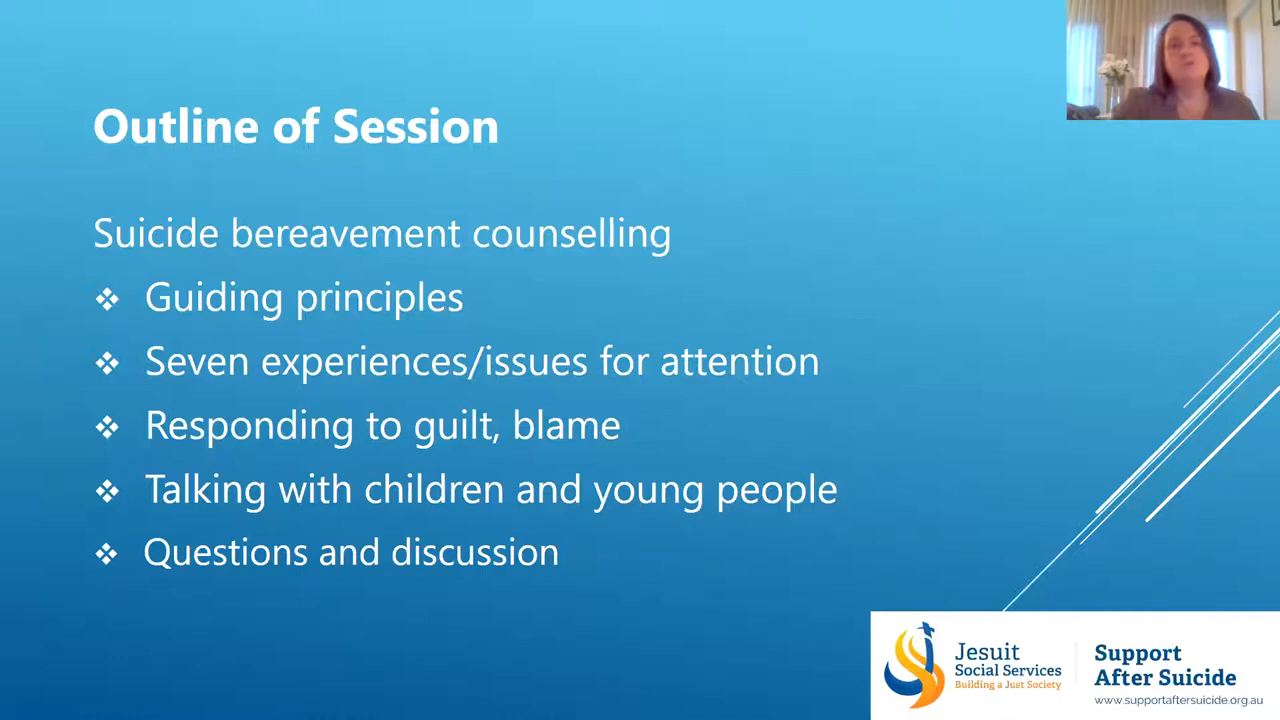 Outline of Session
Suicide bereavement counselling
❖ Guiding principles
❖ Seven experiences/issues for attention
❖ Responding to guilt, blame
❖ Talking with children and young people
❖ Questions and discussion
Jesuit
Social Services
Building a Just Society
Support
After Suicide
www.supportaftersuicide.org.au